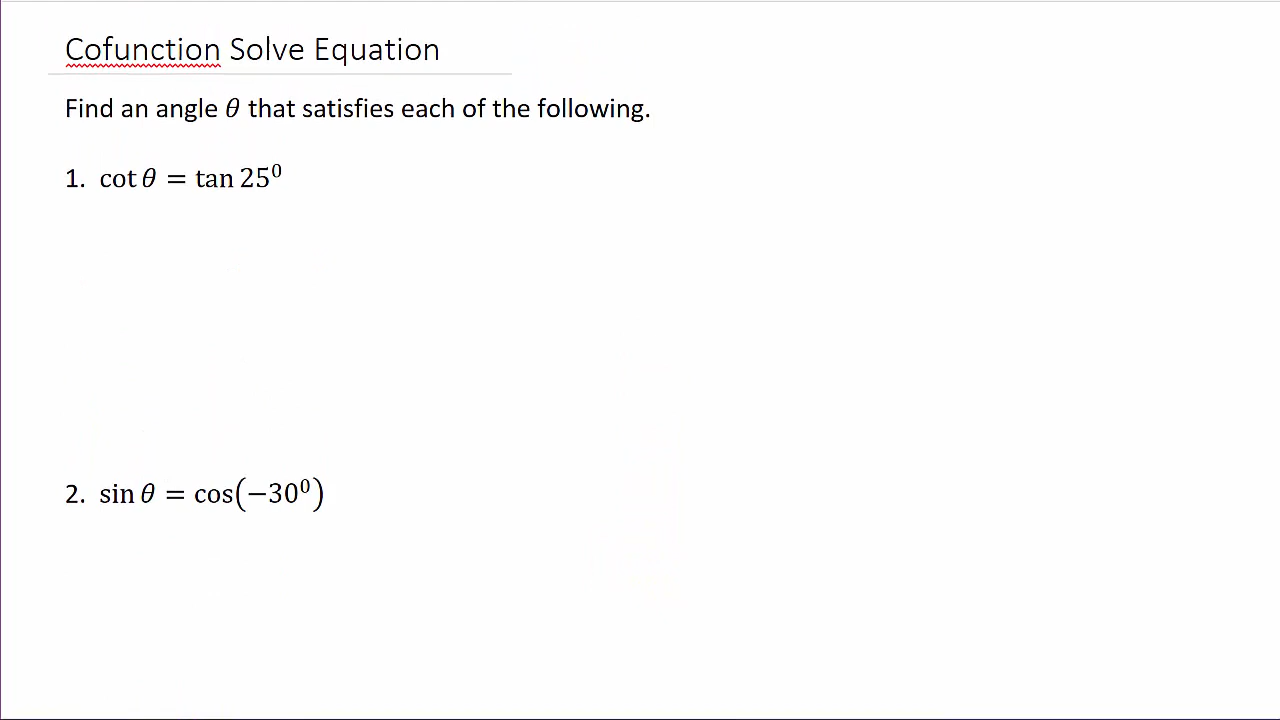 Cofunction Solve Equation
Find an angle θ that satisfies each of the following.
1. cot θ = tan 25⁰
2. sin θ = cos(−30⁰)